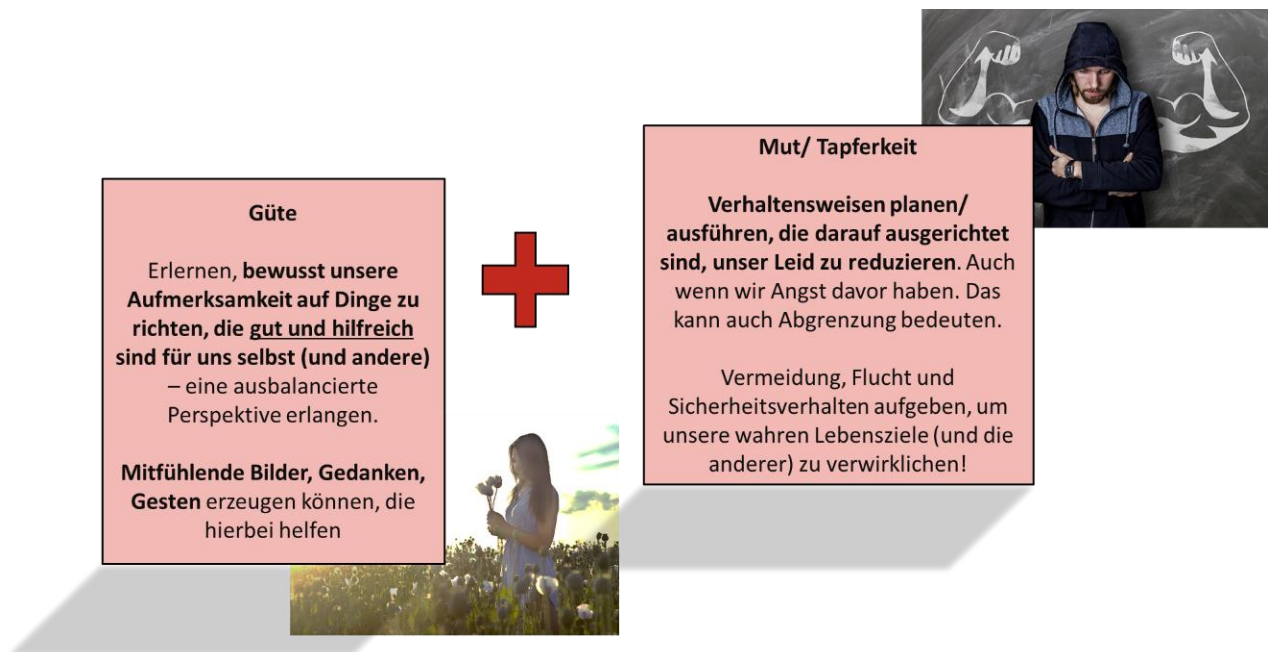 Güte
Erlernen, bewusst unsere
Aufmerksamkeit auf Dinge zu
richten, die gut und hilfreich
sind für uns selbst (und andere)
– eine ausbalancierte
Perspektive erlangen.
Mitfühlende Bilder, Gedanken,
Gesten erzeugen können, die
hierbei helfen
Mut/ Tapferkeit
Verhaltensweisen planen/
ausführen, die darauf ausgerichtet
sind, unser Leid zu reduzieren. Auch
wenn wir Angst davor haben. Das
kann auch Abgrenzung bedeuten.
Vermeidung, Flucht und
Sicherheitsverhalten aufgeben, um
unsere wahren Lebensziele (und die
anderer) zu verwirklichen!